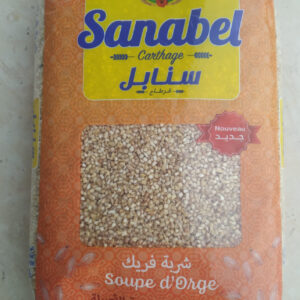 Sanabel
Carthage
سنابل
قرطاج
Nouveau
جديد
شربة فريك
Soupe d'Orge